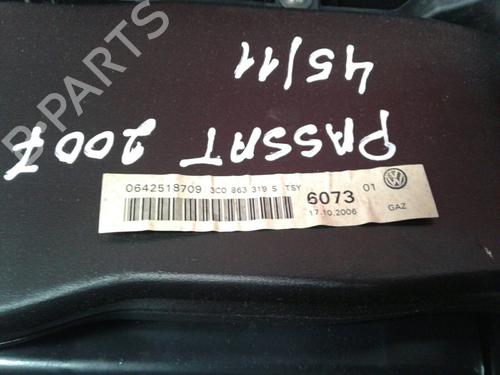 45/11
PASSAT 2007
0642518709 3C0 863 319 S TSY
6073 01
17.10.2006 GAZ
B-PARTS